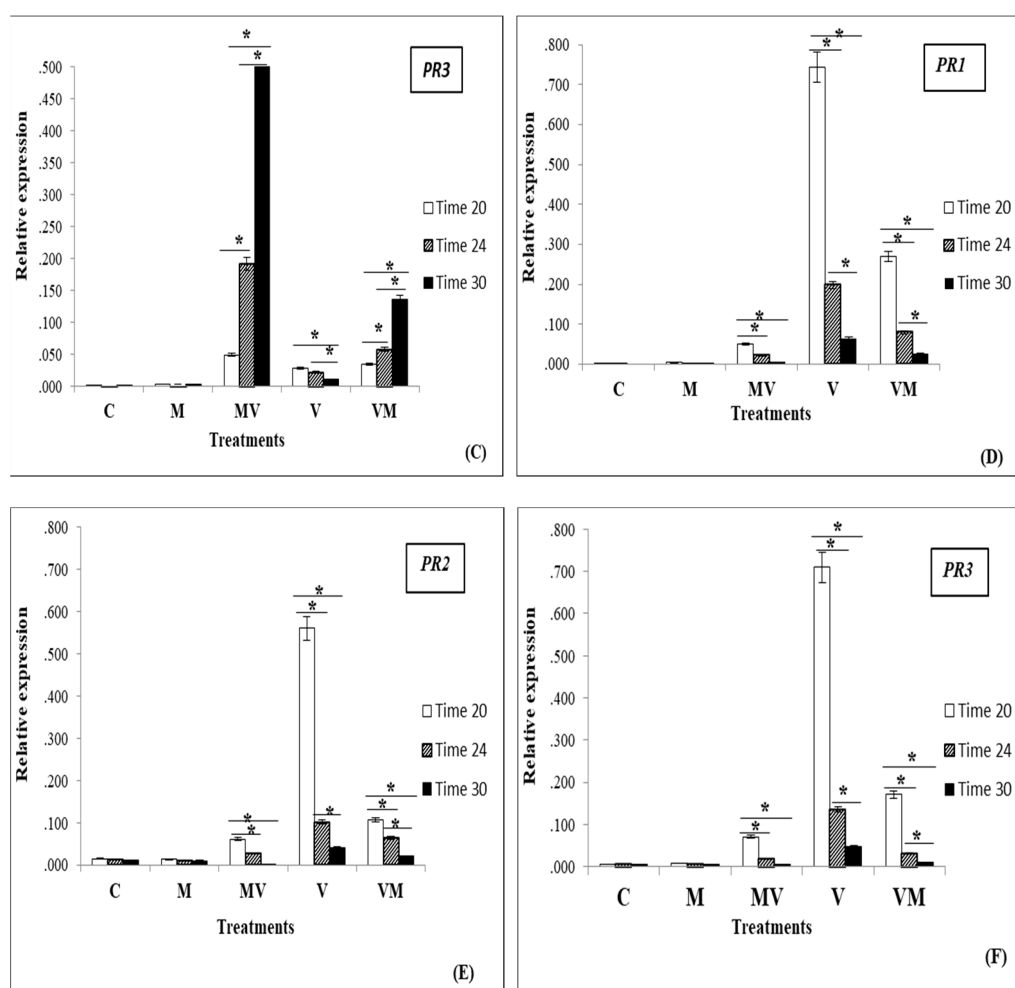 PR3
Relative expression
.500
.450
.400
.350
.300
.250
.200
.150
.100
.050
.000
* * * * * * * *
Time 20
Time 24
Time 30
C M MV V VM
Treatments
(C)
PR1
Relative expression
.800
.700
.600
.500
.400
.300
.200
.100
.000
* * * * * * * *
Time 20
Time 24
Time 30
C M MV V VM
Treatments
(D)
PR2
Relative expression
.800
.700
.600
.500
.400
.300
.200
.100
.000
* * * * * * * *
Time 20
Time 24
Time 30
C M MV V VM
Treatments
(E)
PR3
Relative expression
.800
.700
.600
.500
.400
.300
.200
.100
.000
* * * * * * * *
Time 20
Time 24
Time 30
C M MV V VM
Treatments
(F)